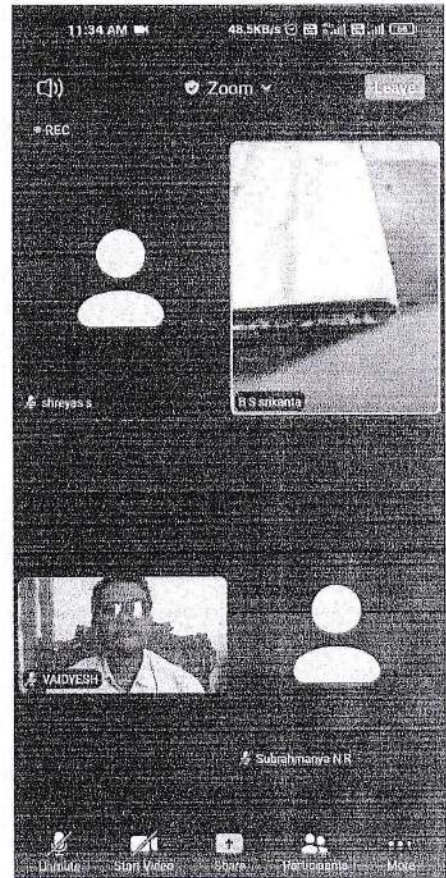 11:34 AM 48.5KB/s
Zoom
Leave
REC
shreyas s
B S srikanta
VAIDYESH
Subrahmanya N R
Unmute Start Video Share Participants More